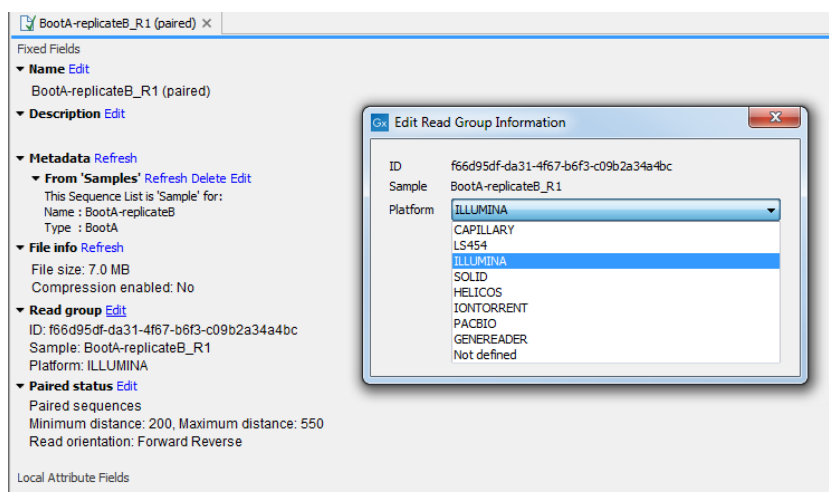 BootA-replicateB_R1 (paired)
Fixed Fields
Name Edit
BootA-replicateB_R1 (paired)
Description Edit
Metadata Refresh
From 'Samples' Refresh Delete Edit
This Sequence List is 'Sample' for:
Name : BootA-replicateB
Type : BootA
File info Refresh
File size: 7.0 MB
Compression enabled: No
Read group Edit
ID: f66d95df-da31-4f67-b6f3-c09b2a34a4bc
Sample: BootA-replicateB_R1
Platform: ILLUMINA
Paired status Edit
Paired sequences
Minimum distance: 200, Maximum distance: 550
Read orientation: Forward Reverse
Local Attribute Fields
Gx Edit Read Group Information
ID f66d95df-da31-4f67-b6f3-c09b2a34a4bc
Sample BootA-replicateB_R1
Platform ILLUMINA
CAPILLARY
LS454
ILLUMINA
SOLID
HELICOS
IONTORRENT
PACBIO
GENEREADER
Not defined